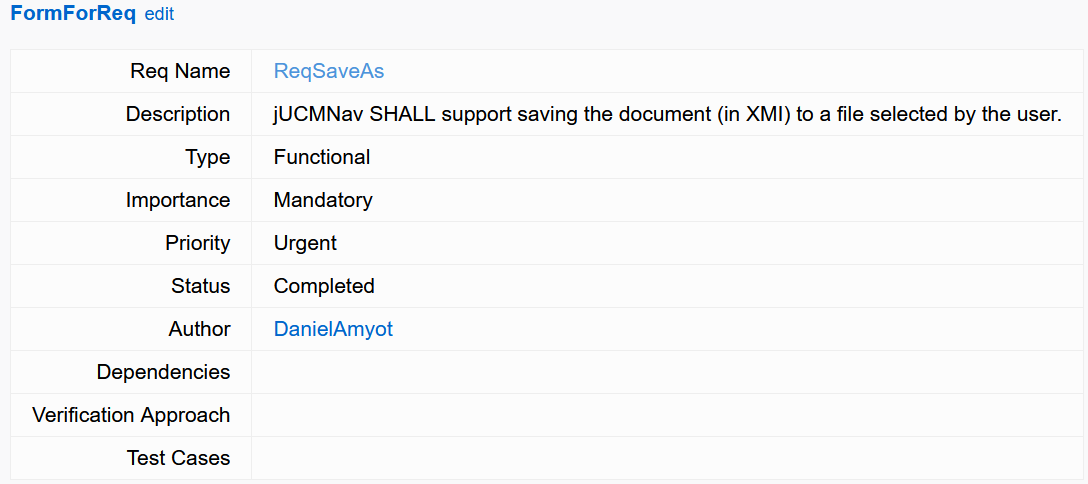 FormForReq edit
Req Name ReqSaveAs
Description jUCMNav SHALL support saving the document (in XMI) to a file selected by the user.
Type Functional
Importance Mandatory
Priority Urgent
Status Completed
Author DanielAmyot
Dependencies
Verification Approach
Test Cases